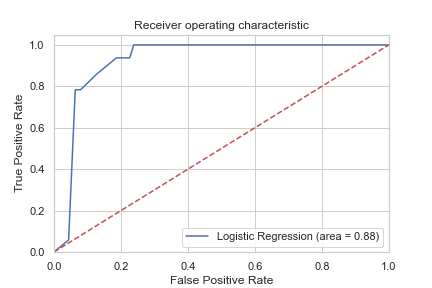 Receiver operating characteristic
True Positive Rate
1.0
0.8
0.6
0.4
0.2
0.0
Logistic Regression (area = 0.88)
0.0 0.2 0.4 0.6 0.8 1.0
False Positive Rate